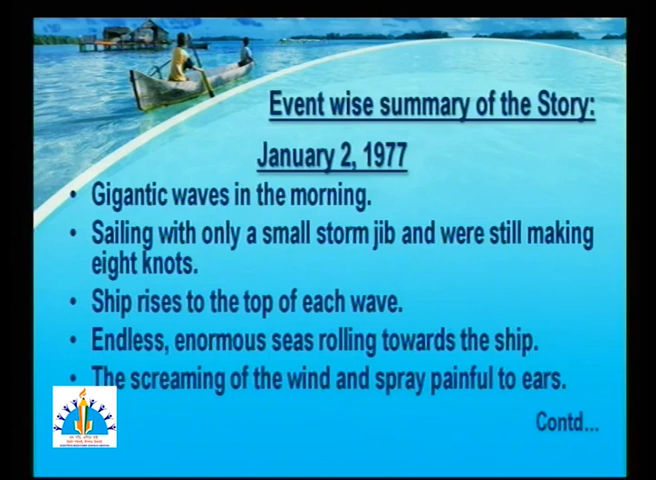 Event wise summary of the Story:
January 2, 1977
• Gigantic waves in the morning.
• Sailing with only a small storm jib and were still making
eight knots.
• Ship rises to the top of each wave.
• Endless, enormous seas rolling towards the ship.
• The screaming of the wind and spray painful to ears.
Contd...